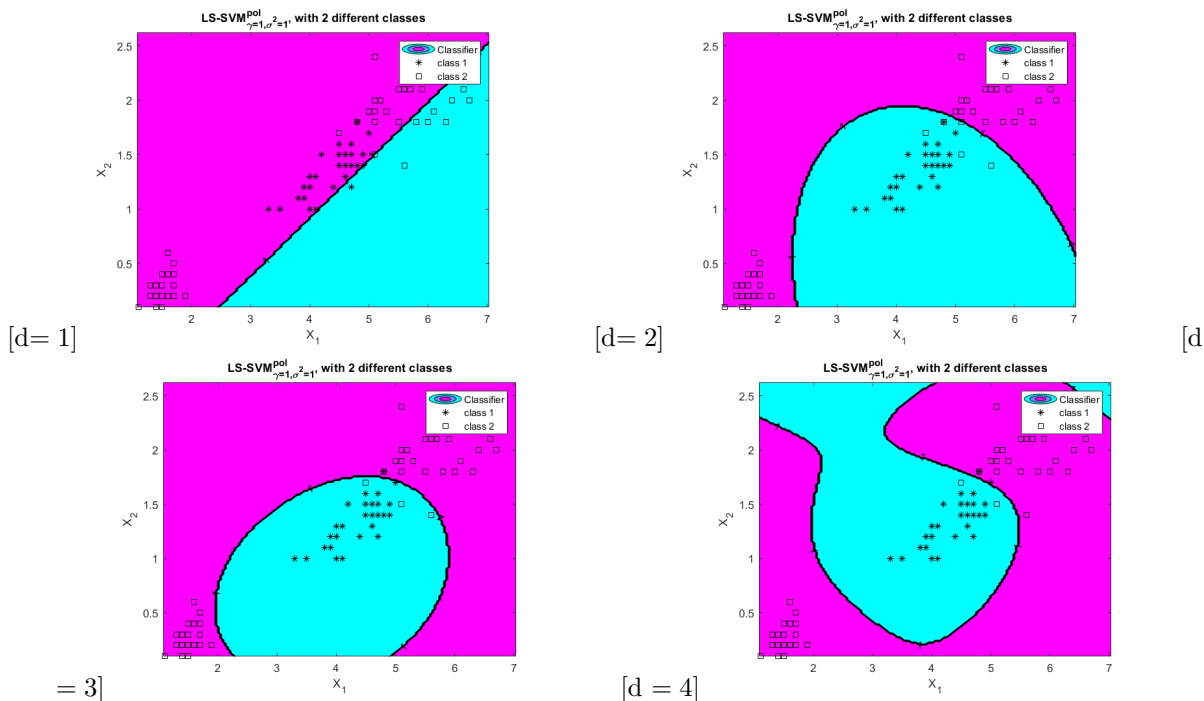 LS-SVM^pol_γ=1,σ²=1, with 2 different classes
2.5
2
1.5
1
0.5
X_2
2 3 4 5 6 7
X_1
Classifier
class 1
class 2
[d= 1]
LS-SVM^pol_γ=1,σ²=1, with 2 different classes
2.5
2
1.5
1
0.5
X_2
2 3 4 5 6 7
X_1
Classifier
class 1
class 2
[d= 2]
[d
LS-SVM^pol_γ=1,σ²=1, with 2 different classes
2.5
2
1.5
1
0.5
X_2
2 3 4 5 6 7
X_1
Classifier
class 1
class 2
= 3]
LS-SVM^pol_γ=1,σ²=1, with 2 different classes
2.5
2
1.5
1
0.5
X_2
2 3 4 5 6 7
X_1
Classifier
class 1
class 2
[d = 4]